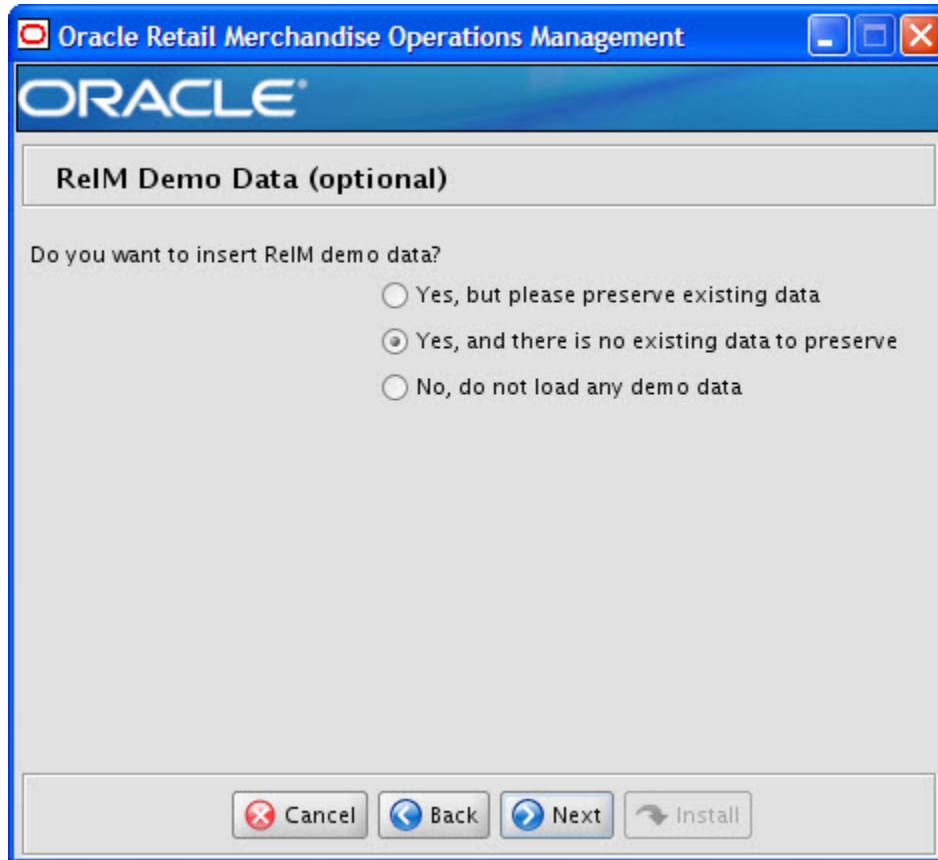 Oracle Retail Merchandise Operations Management
ORACLE®
ReIM Demo Data (optional)
Do you want to insert ReIM demo data?
Yes, but please preserve existing data
Yes, and there is no existing data to preserve
No, do not load any demo data
Cancel Back Next Install